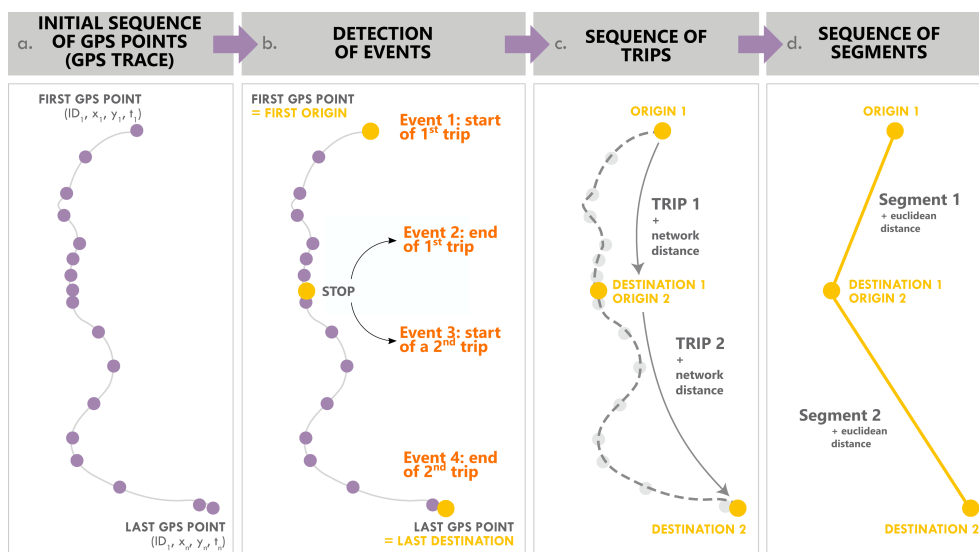 a.
INITIAL SEQUENCE
OF GPS POINTS
(GPS TRACE)
b.
DETECTION
OF EVENTS
c.
SEQUENCE OF
TRIPS
d.
SEQUENCE OF
SEGMENTS
FIRST GPS POINT
(ID₁, x₁, y₁, t₁)
LAST GPS POINT
(ID₁, xₙ, yₙ, tₙ)
FIRST GPS POINT
= FIRST ORIGIN
Event 1: start
of 1ˢᵗ trip
Event 2: end
of 1ˢᵗ trip
STOP
Event 3: start
of a 2ⁿᵈ trip
Event 4: end
of 2ⁿᵈ trip
LAST GPS POINT
= LAST DESTINATION
ORIGIN 1
TRIP 1
+
network
distance
DESTINATION 1
ORIGIN 2
TRIP 2
+
network
distance
DESTINATION 2
ORIGIN 1
Segment 1
+ euclidean
distance
DESTINATION 1
ORIGIN 2
Segment 2
+ euclidean
distance
DESTINATION 2